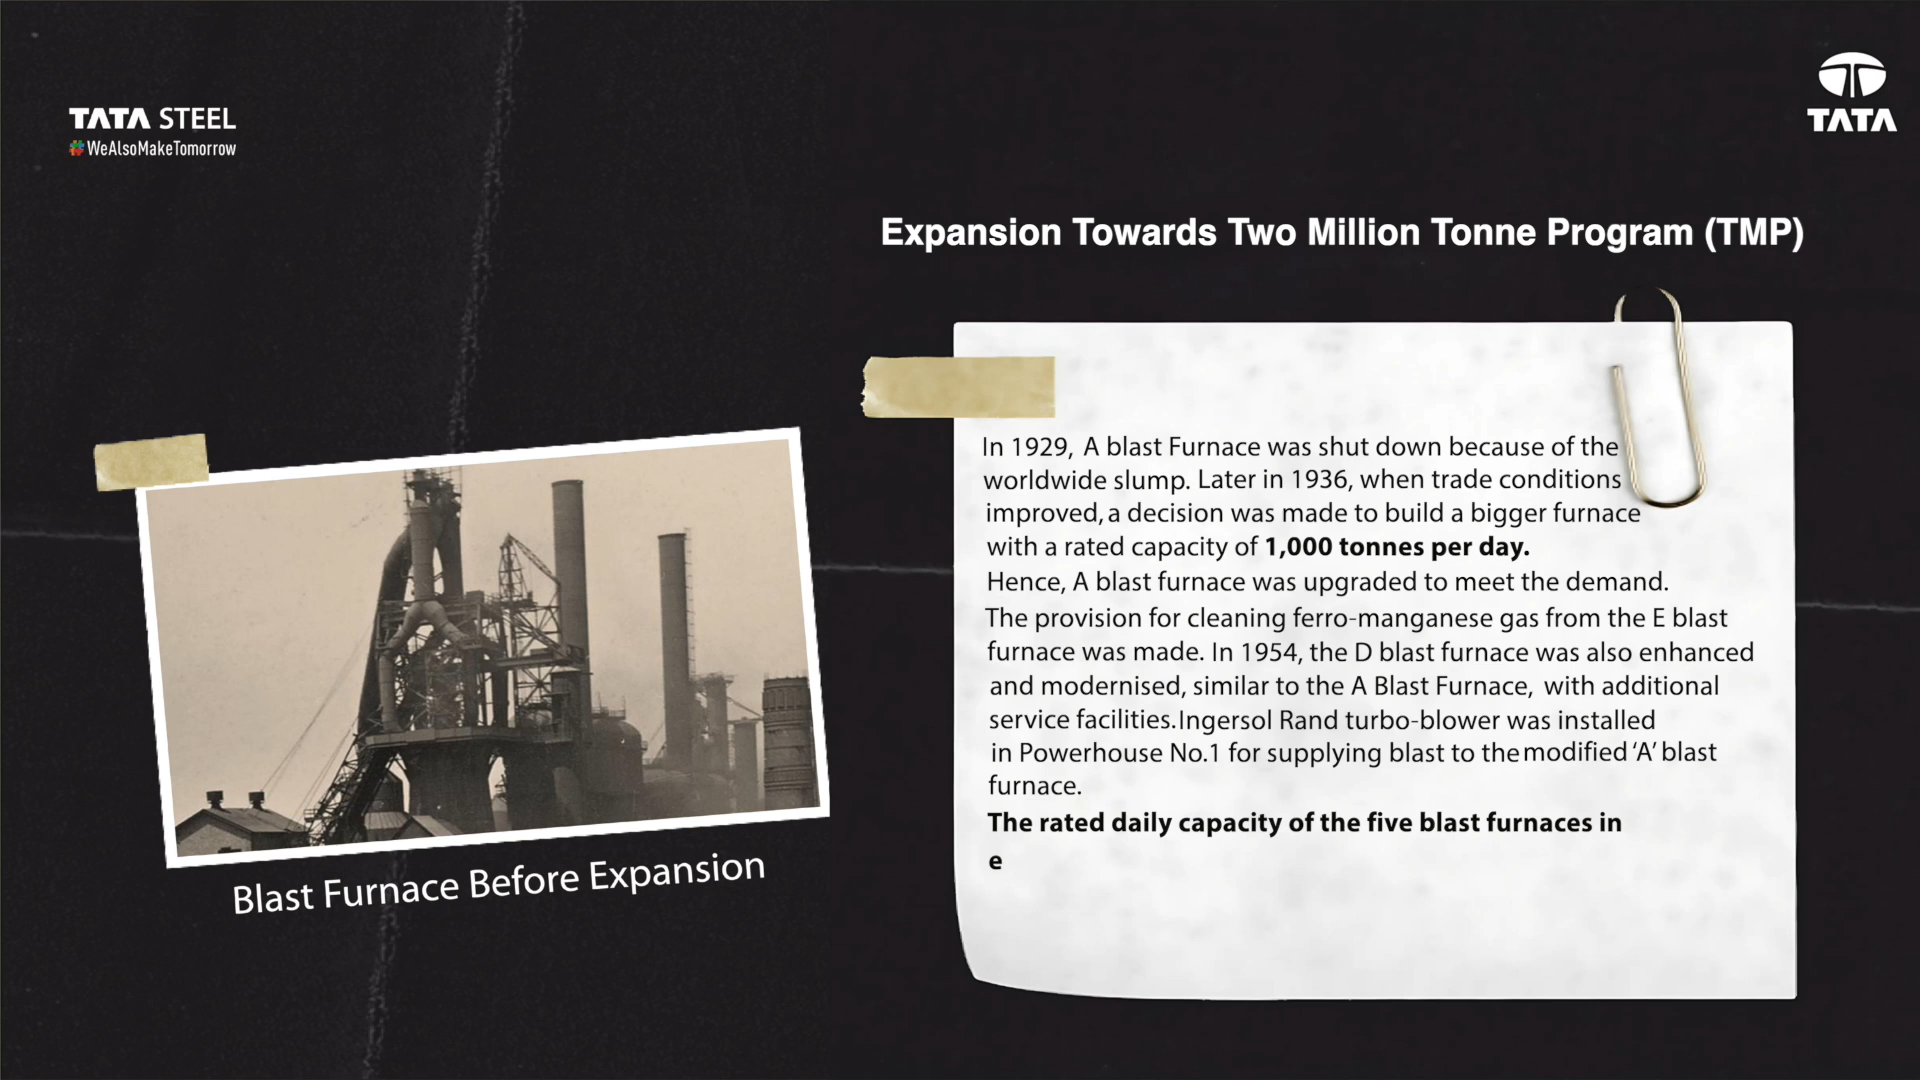 TATA STEEL
#WeAlsoMakeTomorrow
TATA
Expansion Towards Two Million Tonne Program (TMP)
In 1929, A blast Furnace was shut down because of the
worldwide slump. Later in 1936, when trade conditions
improved, a decision was made to build a bigger furnace
with a rated capacity of 1,000 tonnes per day.
Hence, A blast furnace was upgraded to meet the demand.
The provision for cleaning ferro-manganese gas from the E blast
furnace was made. In 1954, the D blast furnace was also enhanced
and modernised, similar to the A Blast Furnace, with additional
service facilities.Ingersol Rand turbo-blower was installed
in Powerhouse No.1 for supplying blast to the modified ‘A’ blast
furnace.
The rated daily capacity of the five blast furnaces in
e
Blast Furnace Before Expansion